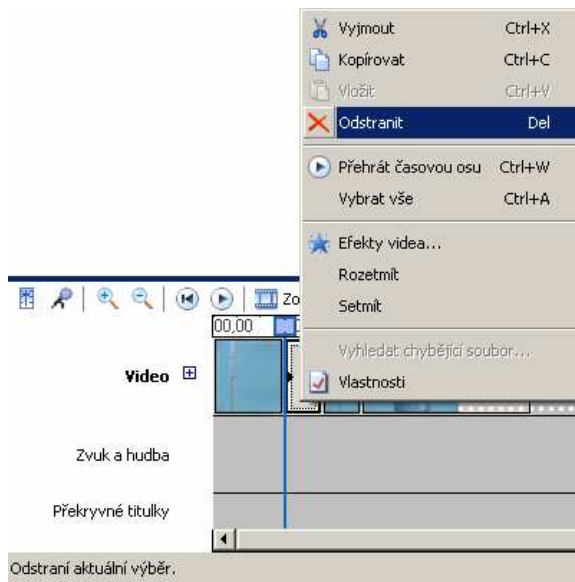 Vyjmout Ctrl+X
Kopírovat Ctrl+C
Vložit Ctrl+V
Odstranit Del
Přehrát časovou osu Ctrl+W
Vybrat vše Ctrl+A
Efekty videa...
Rozetmít
Setmít
Vyhledat chybějící soubor...
Vlastnosti
Zo
00,00
Video
Zvuk a hudba
Překryvné titulky
Odstraní aktuální výběr.